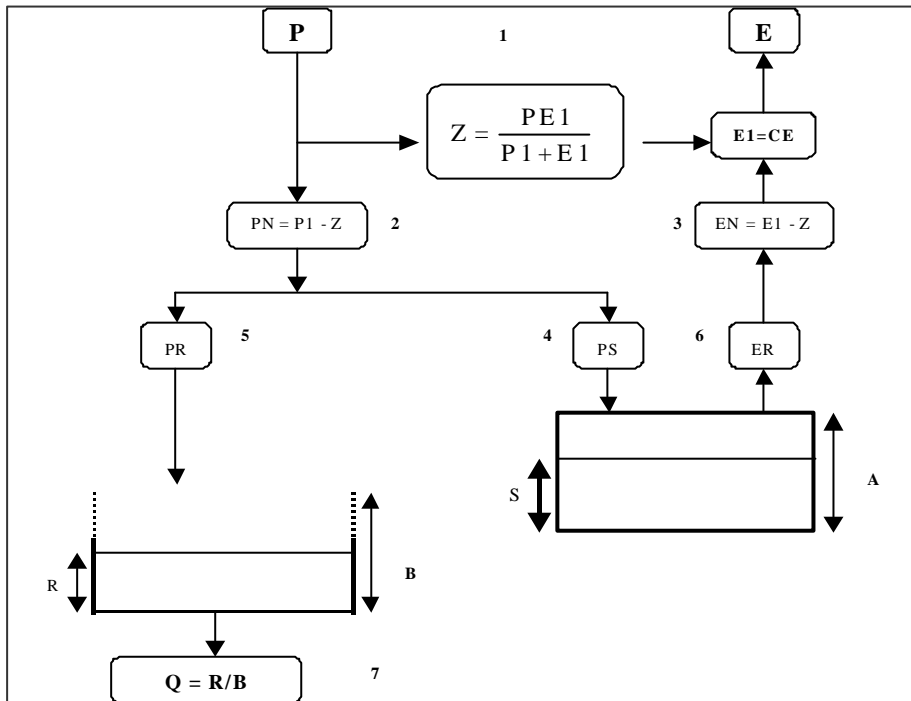 P
1
E
Z = PE1 / P1 + E1
E1=CE
PN = P1 - Z
2
3
EN = E1 - Z
PR
5
4
PS
6
ER
S
A
R
B
Q = R/B
7